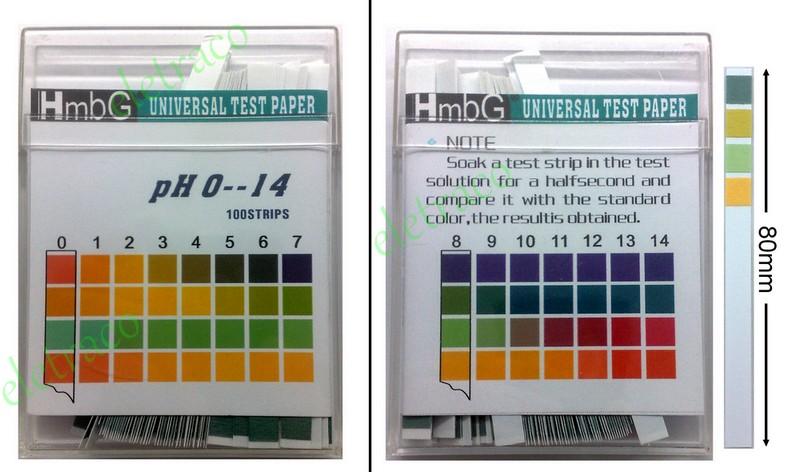 HmbG UNIVERSAL TEST PAPER
pH 0--14
100STRIPS
0 1 2 3 4 5 6 7
eletraco
eletraco
HmbG UNIVERSAL TEST PAPER
NOTE
Soak a test strip in the test
solution for a halfsecond and
compare it with the standard
color,the resultis obtained.
8 9 10 11 12 13 14
eletraco
80mm